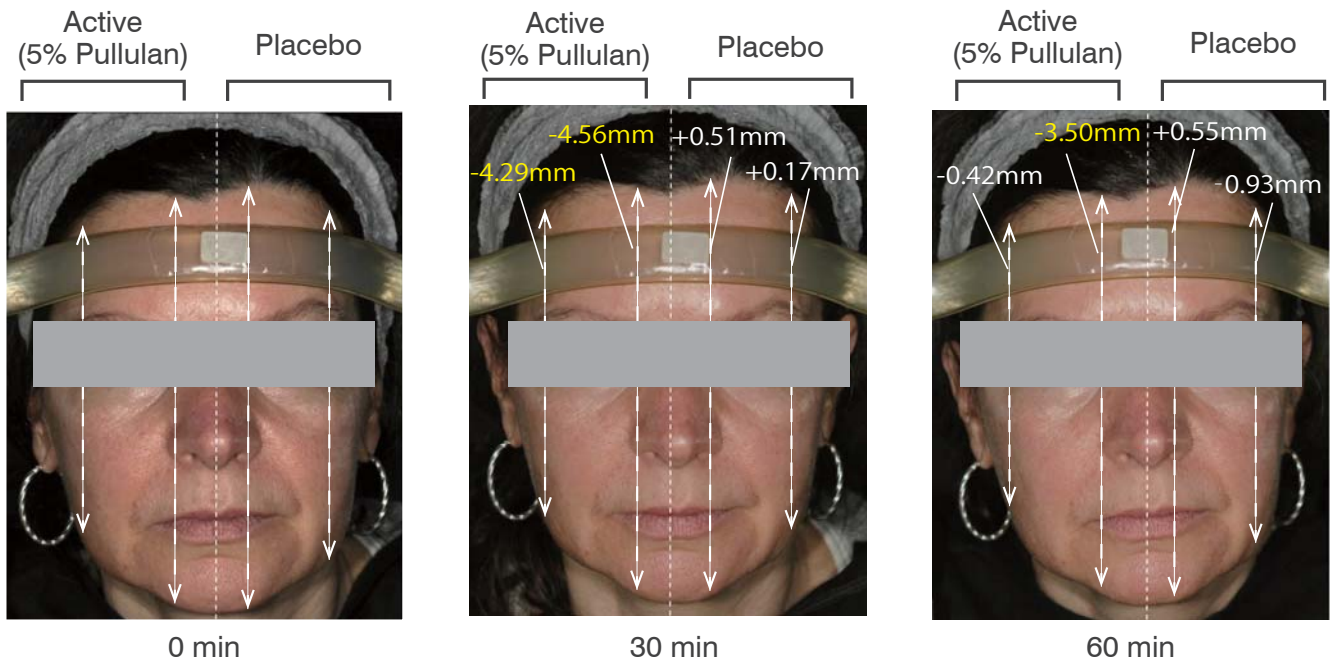 Active
(5% Pullulan)
Placebo
Active
(5% Pullulan)
Placebo
Active
(5% Pullulan)
Placebo
-4.56mm
+0.51mm
-4.29mm
+0.17mm
-3.50mm
+0.55mm
-0.42mm
-0.93mm
0 min
30 min
60 min